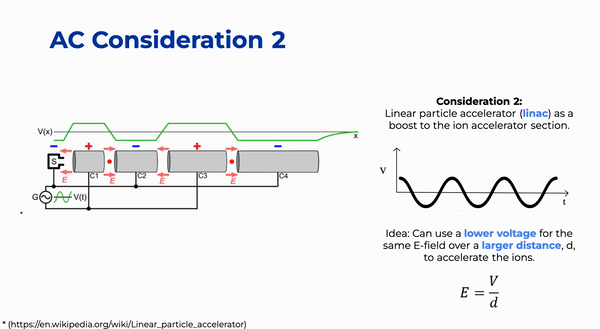 AC Consideration 2
Consideration 2:
Linear particle accelerator (linac) as a
boost to the ion accelerator section.
V(x)
x
− + − + −
S
E E E E
C1 C2 C3 C4
G V(t)
*
V
t
Idea: Can use a lower voltage for the
same E-field over a larger distance, d,
to accelerate the ions.
E = V/d
* (https://en.wikipedia.org/wiki/Linear_particle_accelerator)